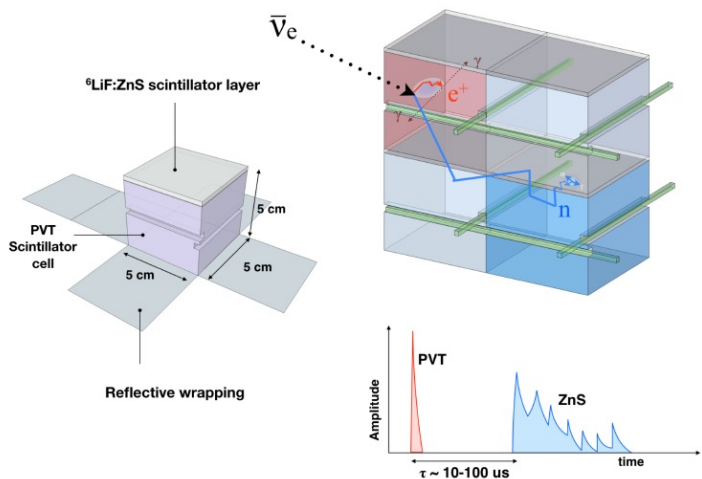 ⁶LiF:ZnS scintillator layer
PVT
Scintillator
cell
5 cm
5 cm
5 cm
Reflective wrapping
ν̅e
γ
e⁺
γ
n
Amplitude
PVT
ZnS
time
τ ~ 10-100 us